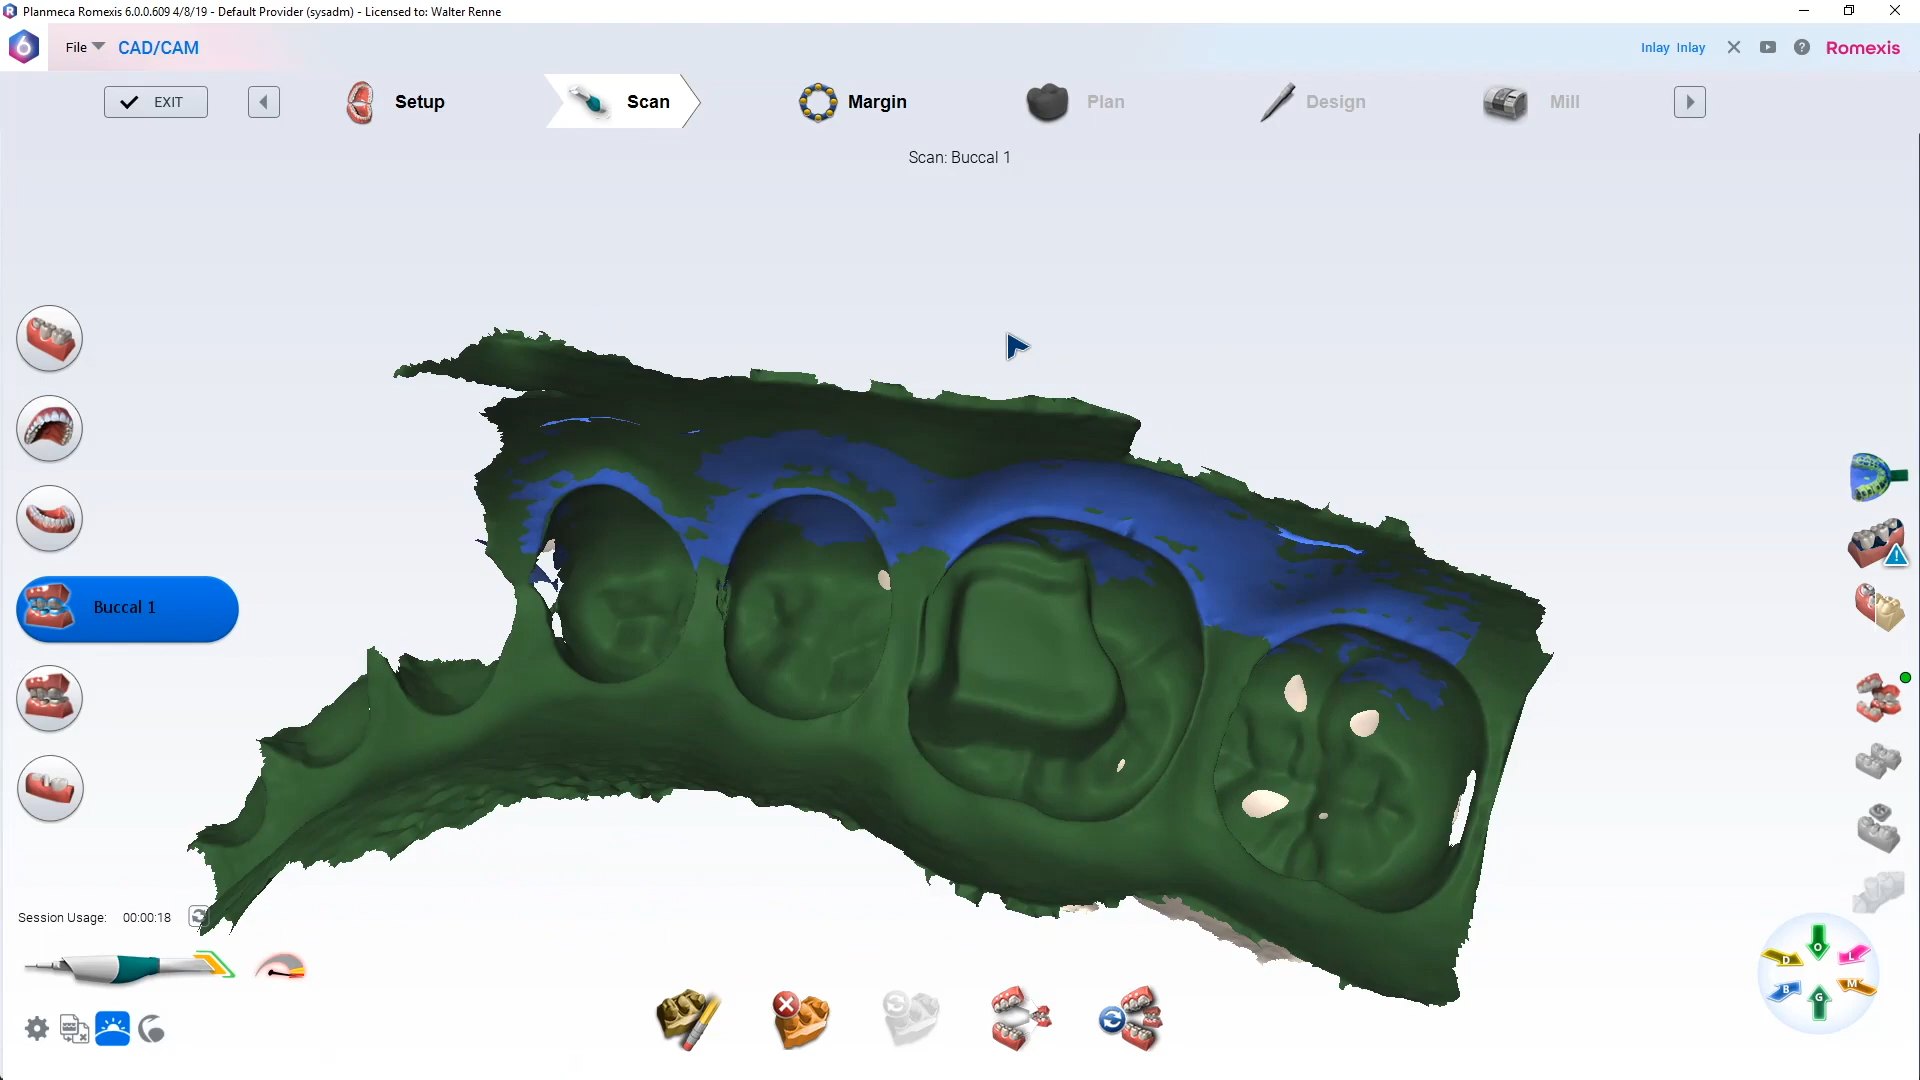 Planmeca Romexis 6.0.0.609 4/8/19 - Default Provider (sysadm) - Licensed to: Walter Renne
6 File CAD/CAM Inlay Inlay Romexis
EXIT Setup Scan Margin Plan Design Mill
Scan: Buccal 1
Buccal 1
Session Usage: 00:00:18
O
D L
B M
G